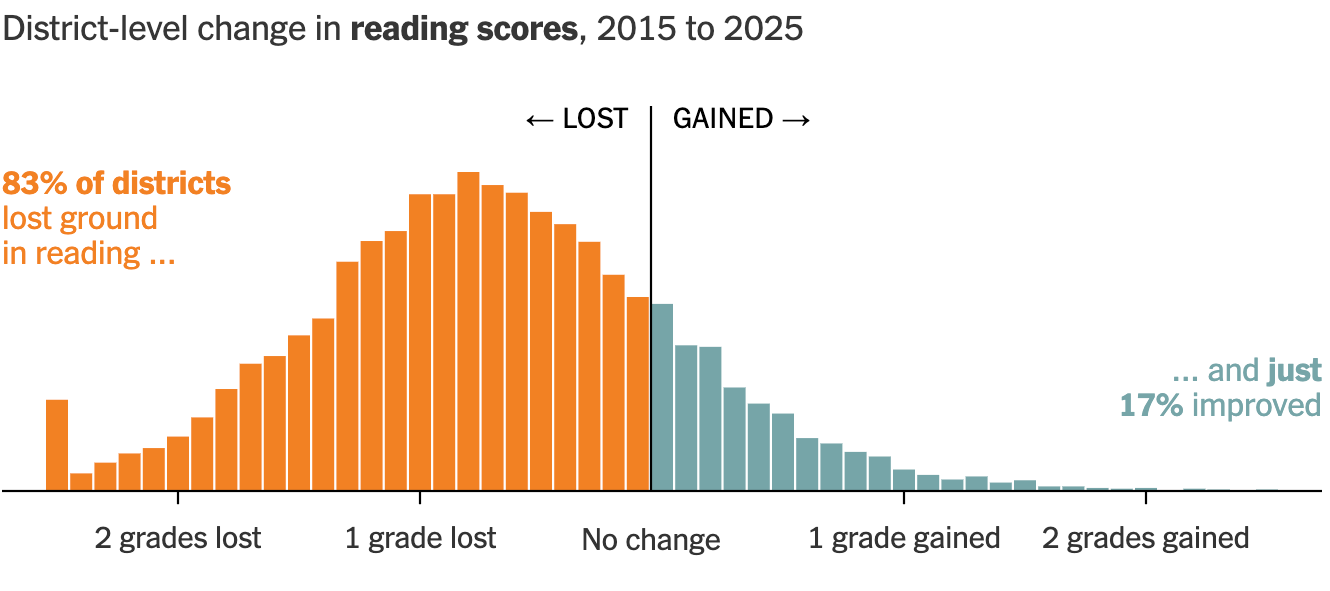 District-level change in reading scores, 2015 to 2025
← LOST
GAINED →
83% of districts
lost ground
in reading ...
... and just
17% improved
2 grades lost
1 grade lost
No change
1 grade gained
2 grades gained